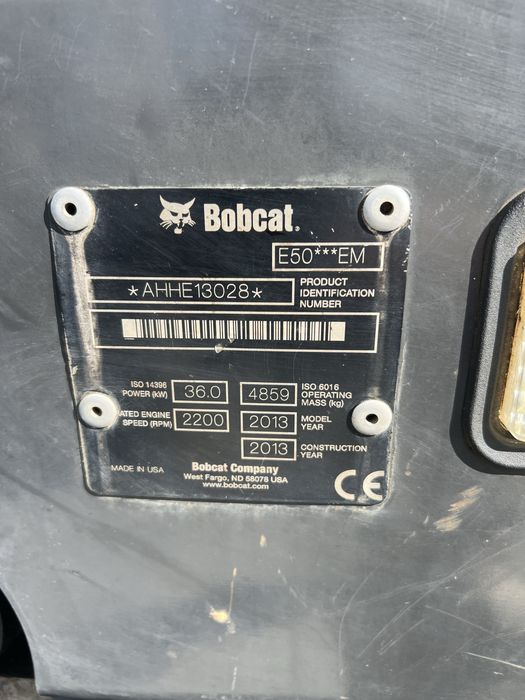 Bobcat.
E50***EM
*AHHE13028*
PRODUCT
IDENTIFICATION
NUMBER
ISO 14396
POWER (kW)
36.0
4859
ISO 6016
OPERATING
MASS (kg)
ATED ENGINE
SPEED (RPM)
2200
2013
MODEL
YEAR
2013
CONSTRUCTION
YEAR
MADE IN USA
Bobcat Company
West Fargo, ND 58078 USA
www.bobcat.com
CE